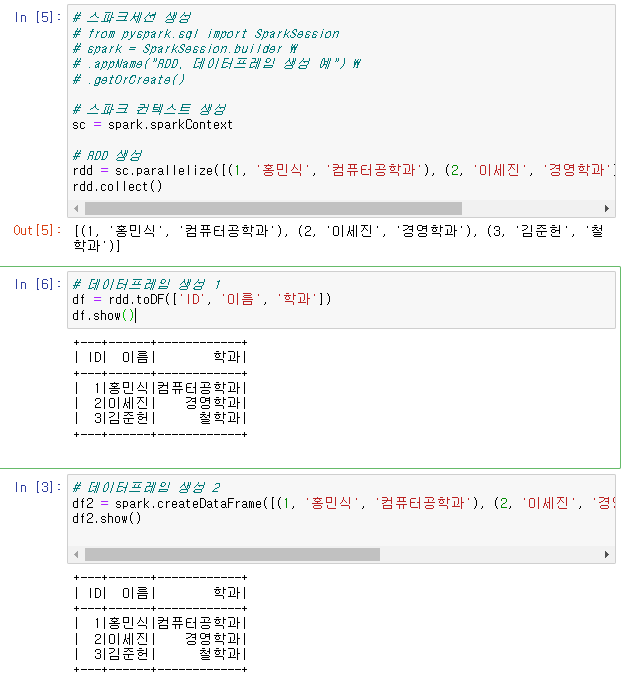 In [5]:
# 스파크세션 생성
# from pyspark.sql import SparkSession
# spark = SparkSession.builder ₩
# .appName("RDD, 데이터프레임 생성 예") ₩
# .getOrCreate()
# 스파크 컨텍스트 생성
sc = spark.sparkContext
# RDD 생성
rdd = sc.parallelize([(1, '홍민식', '컴퓨터공학과'), (2, '이세진', '경영학과')
rdd.collect()
Out[5]:
[(1, '홍민식', '컴퓨터공학과'), (2, '이세진', '경영학과'), (3, '김준헌', '철
학과')]
In [6]:
# 데이터프레임 생성 1
df = rdd.toDF(['ID', '이름', '학과'])
df.show()
+---+------+------------+
| ID|  이름|        학과|
+---+------+------------+
|  1|홍민식|컴퓨터공학과|
|  2|이세진|    경영학과|
|  3|김준헌|      철학과|
+---+------+------------+
In [3]:
# 데이터프레임 생성 2
df2 = spark.createDataFrame([(1, '홍민식', '컴퓨터공학과'), (2, '이세진', '경영
df2.show()
+---+------+------------+
| ID|  이름|        학과|
+---+------+------------+
|  1|홍민식|컴퓨터공학과|
|  2|이세진|    경영학과|
|  3|김준헌|      철학과|
+---+------+------------+